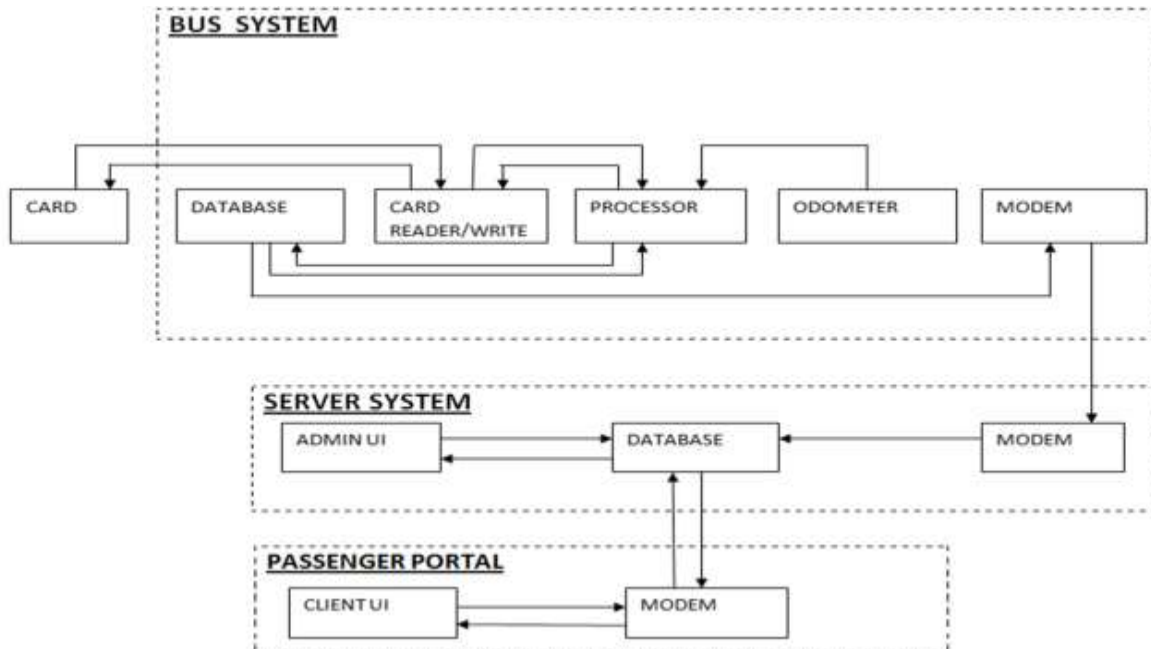 BUS SYSTEM
CARD
DATABASE
CARD
READER/WRITE
PROCESSOR
ODOMETER
MODEM
SERVER SYSTEM
ADMIN UI
DATABASE
MODEM
PASSENGER PORTAL
CLIENT UI
MODEM